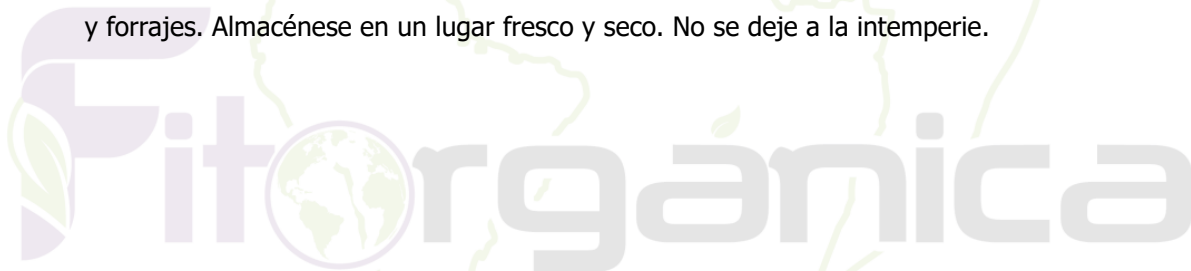 y forrajes. Almacénese en un lugar fresco y seco. No se deje a la intemperie.
Fitorgánica